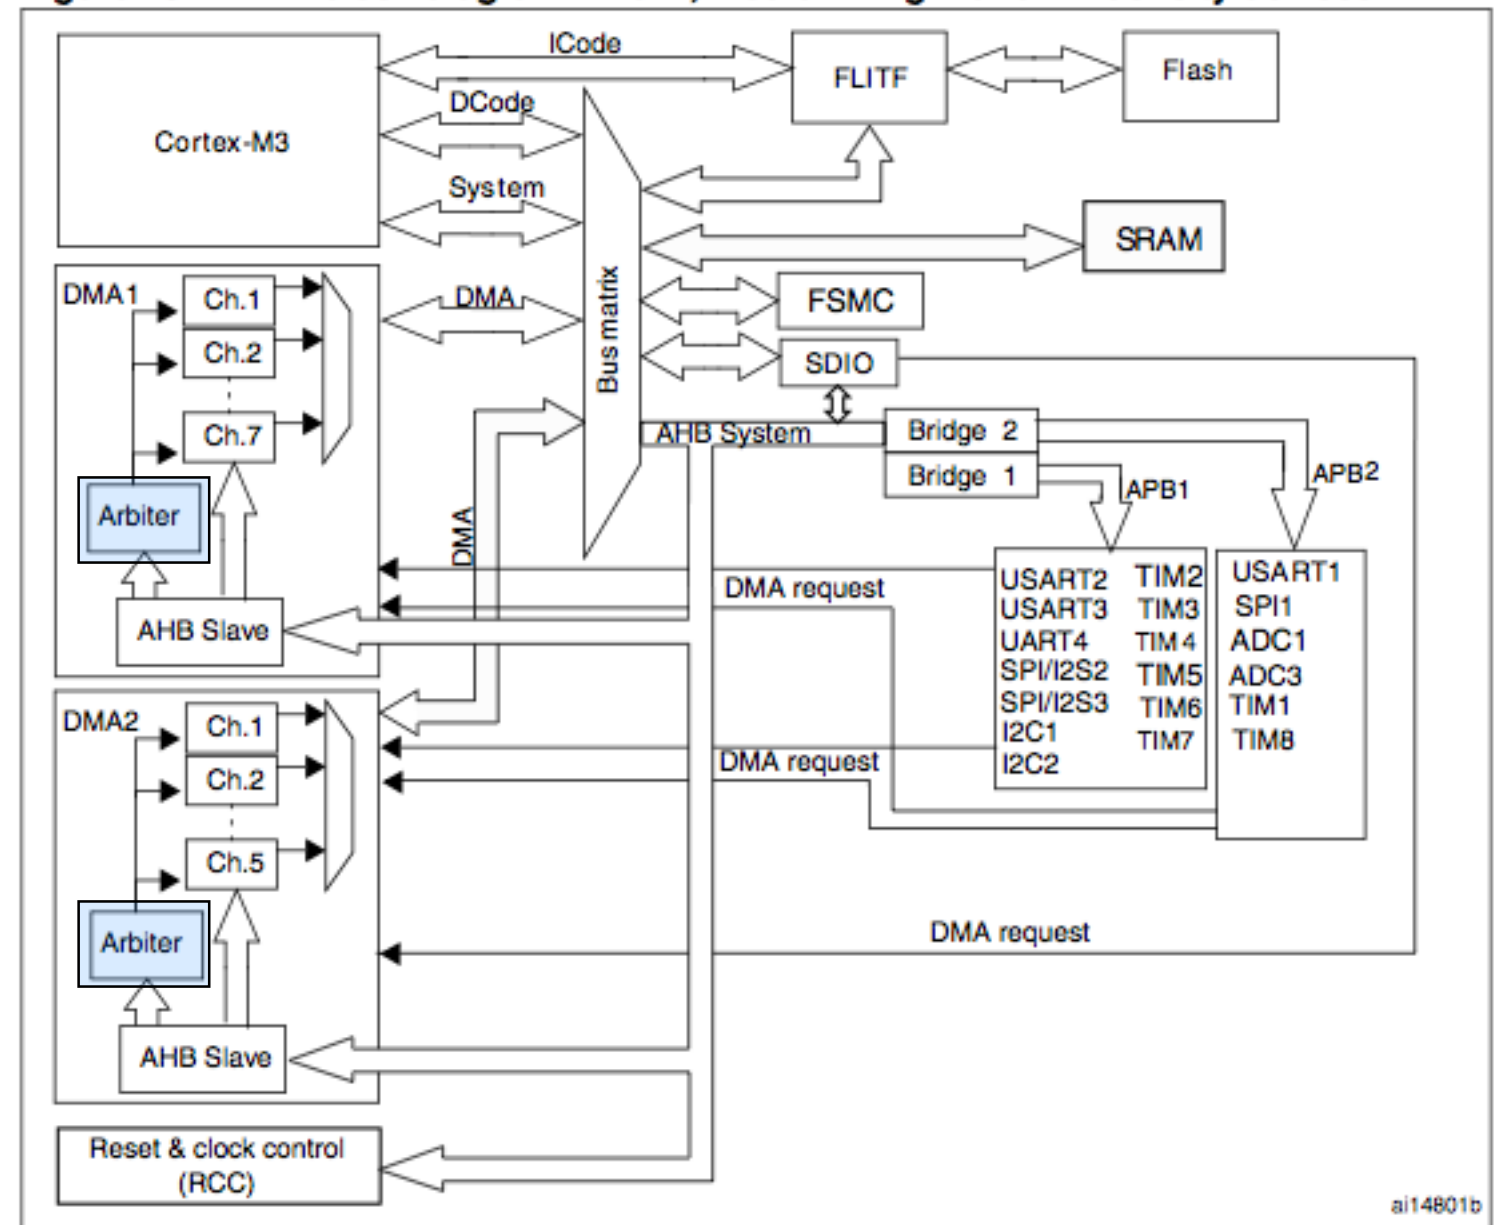 ICode
FLITF
Flash
Cortex-M3
DCode
System
SRAM
DMA1
Ch.1
Ch.2
Ch.7
Arbiter
AHB Slave
DMA
Bus matrix
FSMC
SDIO
AHB System
Bridge 2
Bridge 1
APB1
APB2
DMA
DMA request
USART2 TIM2
USART3 TIM3
UART4 TIM4
SPI/I2S2 TIM5
SPI/I2S3 TIM6
I2C1 TIM7
I2C2
USART1
SPI1
ADC1
ADC3
TIM1
TIM8
DMA2
Ch.1
Ch.2
Ch.5
Arbiter
AHB Slave
DMA request
DMA request
Reset & clock control
(RCC)
ai14801b